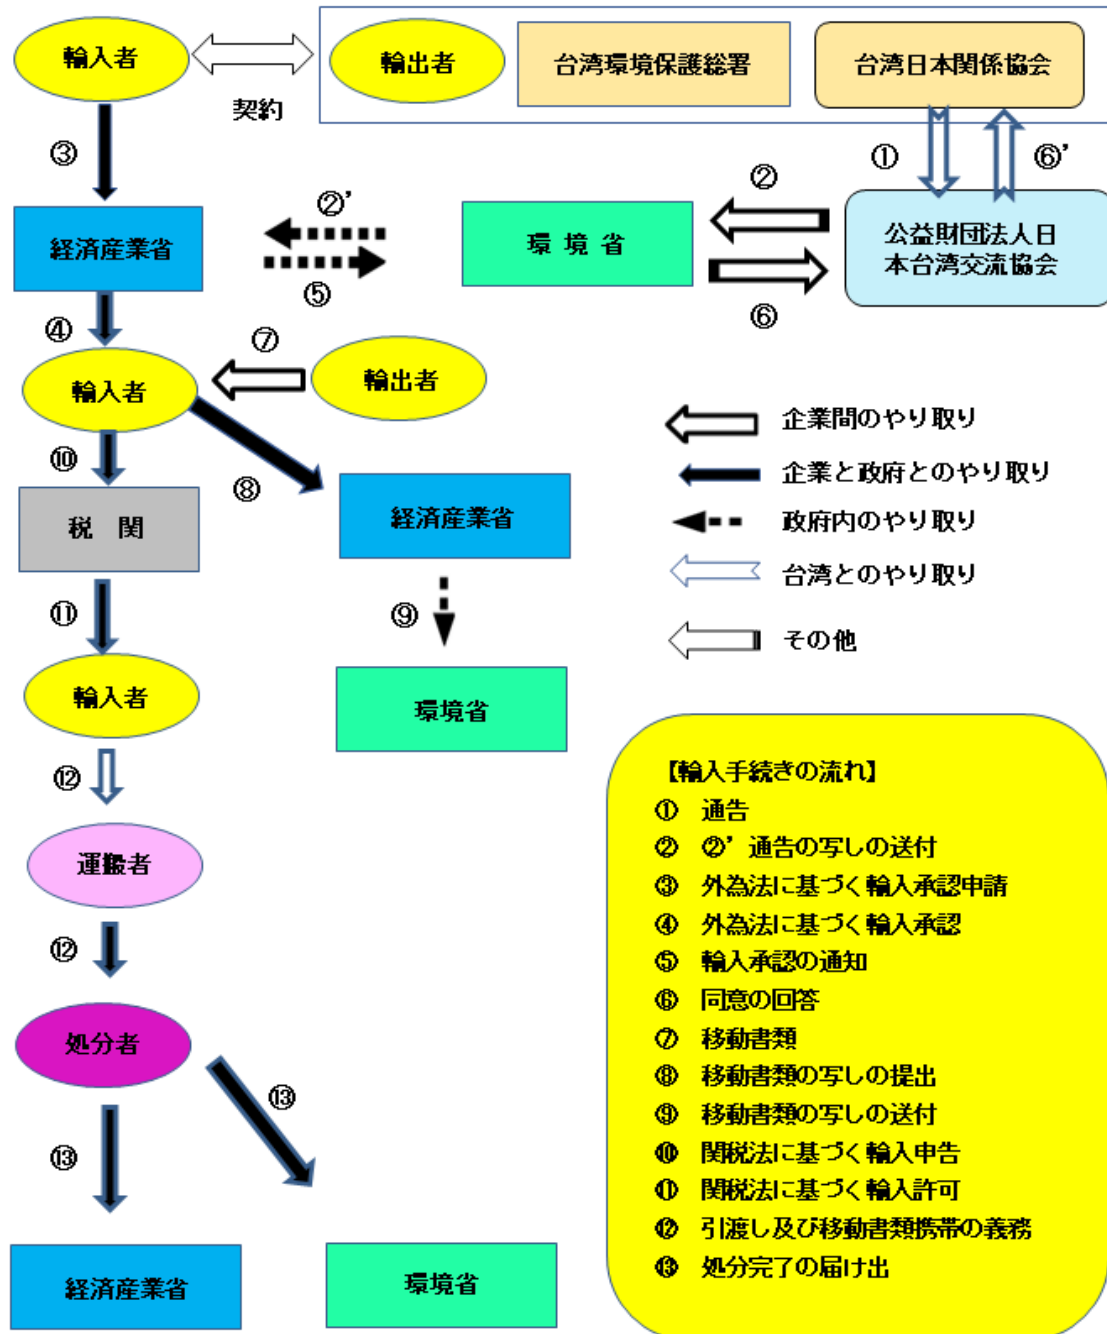 輸入者
契約
輸出者
台湾環境保護総署
台湾日本関係協会
③
①
⑥’
②
②’
経済産業省
環 境 省
公益財団法人日
本台湾交流協会
⑤
⑥
④
⑦
輸入者
輸出者
企業間のやり取り
企業と政府とのやり取り
政府内のやり取り
台湾とのやり取り
その他
⑩
⑧
税　関
経済産業省
⑪
⑨
輸入者
環境省
⑫
運搬者
⑫
処分者
⑬
⑬
経済産業省
環境省
【輸入手続きの流れ】
①　通告
②　②’ 通告の写しの送付
③　外為法に基づく輸入承認申請
④　外為法に基づく輸入承認
⑤　輸入承認の通知
⑥　同意の回答
⑦　移動書類
⑧　移動書類の写しの提出
⑨　移動書類の写しの送付
⑩　関税法に基づく輸入申告
⑪　関税法に基づく輸入許可
⑫　引渡し及び移動書類携帯の義務
⑬　処分完了の届け出